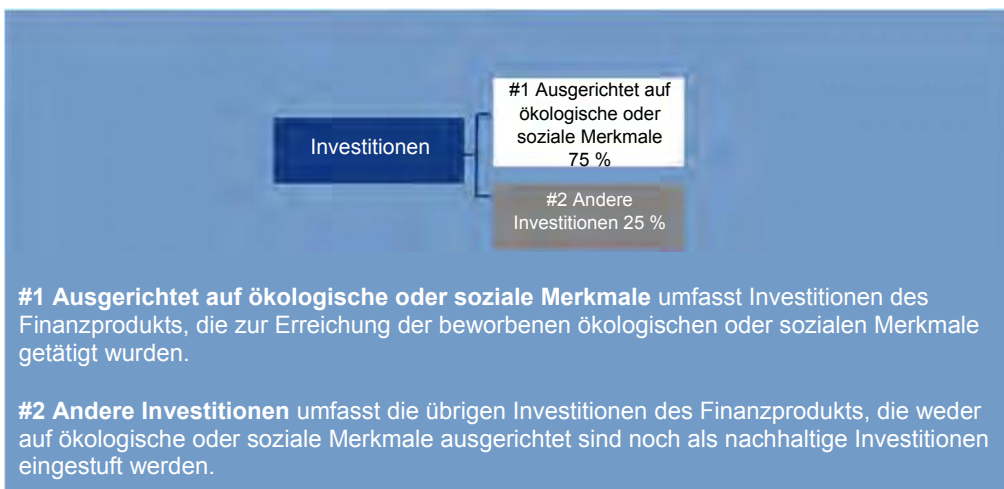 Investitionen
#1 Ausgerichtet auf
ökologische oder
soziale Merkmale
75 %
#2 Andere
Investitionen 25 %
#1 Ausgerichtet auf ökologische oder soziale Merkmale umfasst Investitionen des
Finanzprodukts, die zur Erreichung der beworbenen ökologischen oder sozialen Merkmale
getätigt wurden.
#2 Andere Investitionen umfasst die übrigen Investitionen des Finanzprodukts, die weder
auf ökologische oder soziale Merkmale ausgerichtet sind noch als nachhaltige Investitionen
eingestuft werden.